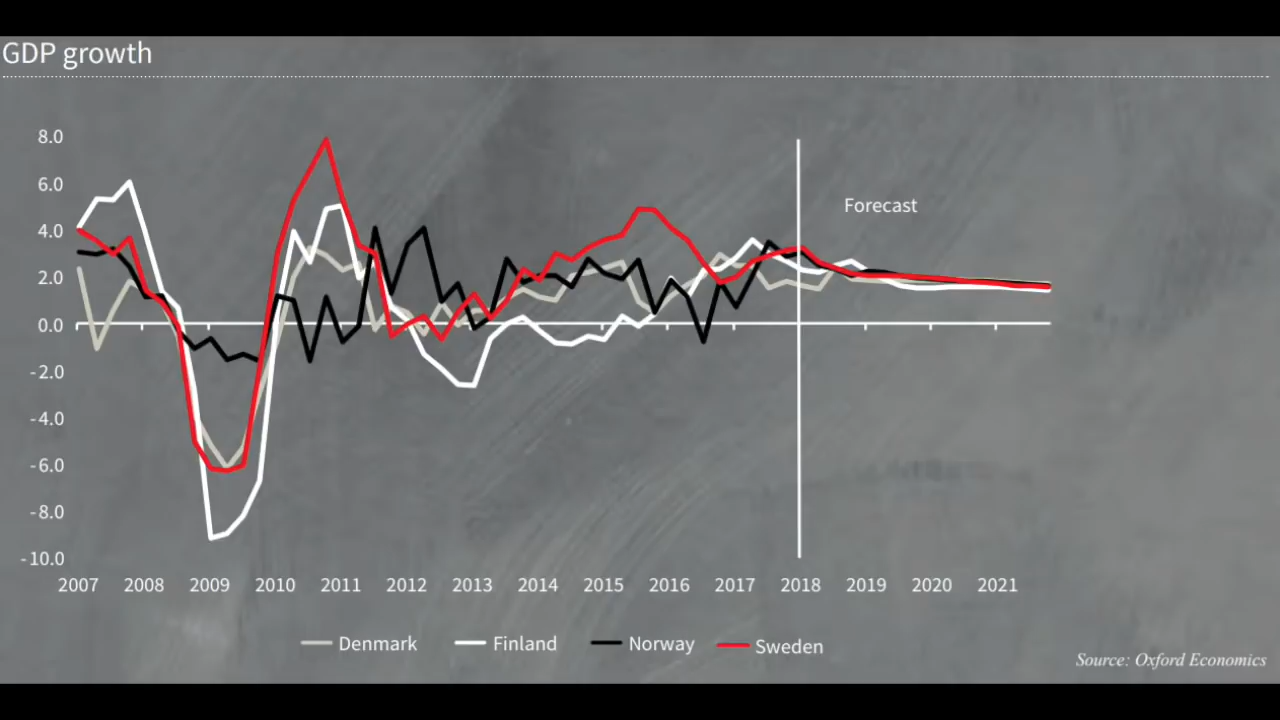 GDP growth
8.0
6.0
Forecast
4.0
2.0
0.0
-2.0
-4.0
-6.0
-8.0
-10.0
2007 2008 2009 2010 2011 2012 2013 2014 2015 2016 2017 2018 2019 2020 2021
Denmark Finland Norway Sweden
Source: Oxford Economics